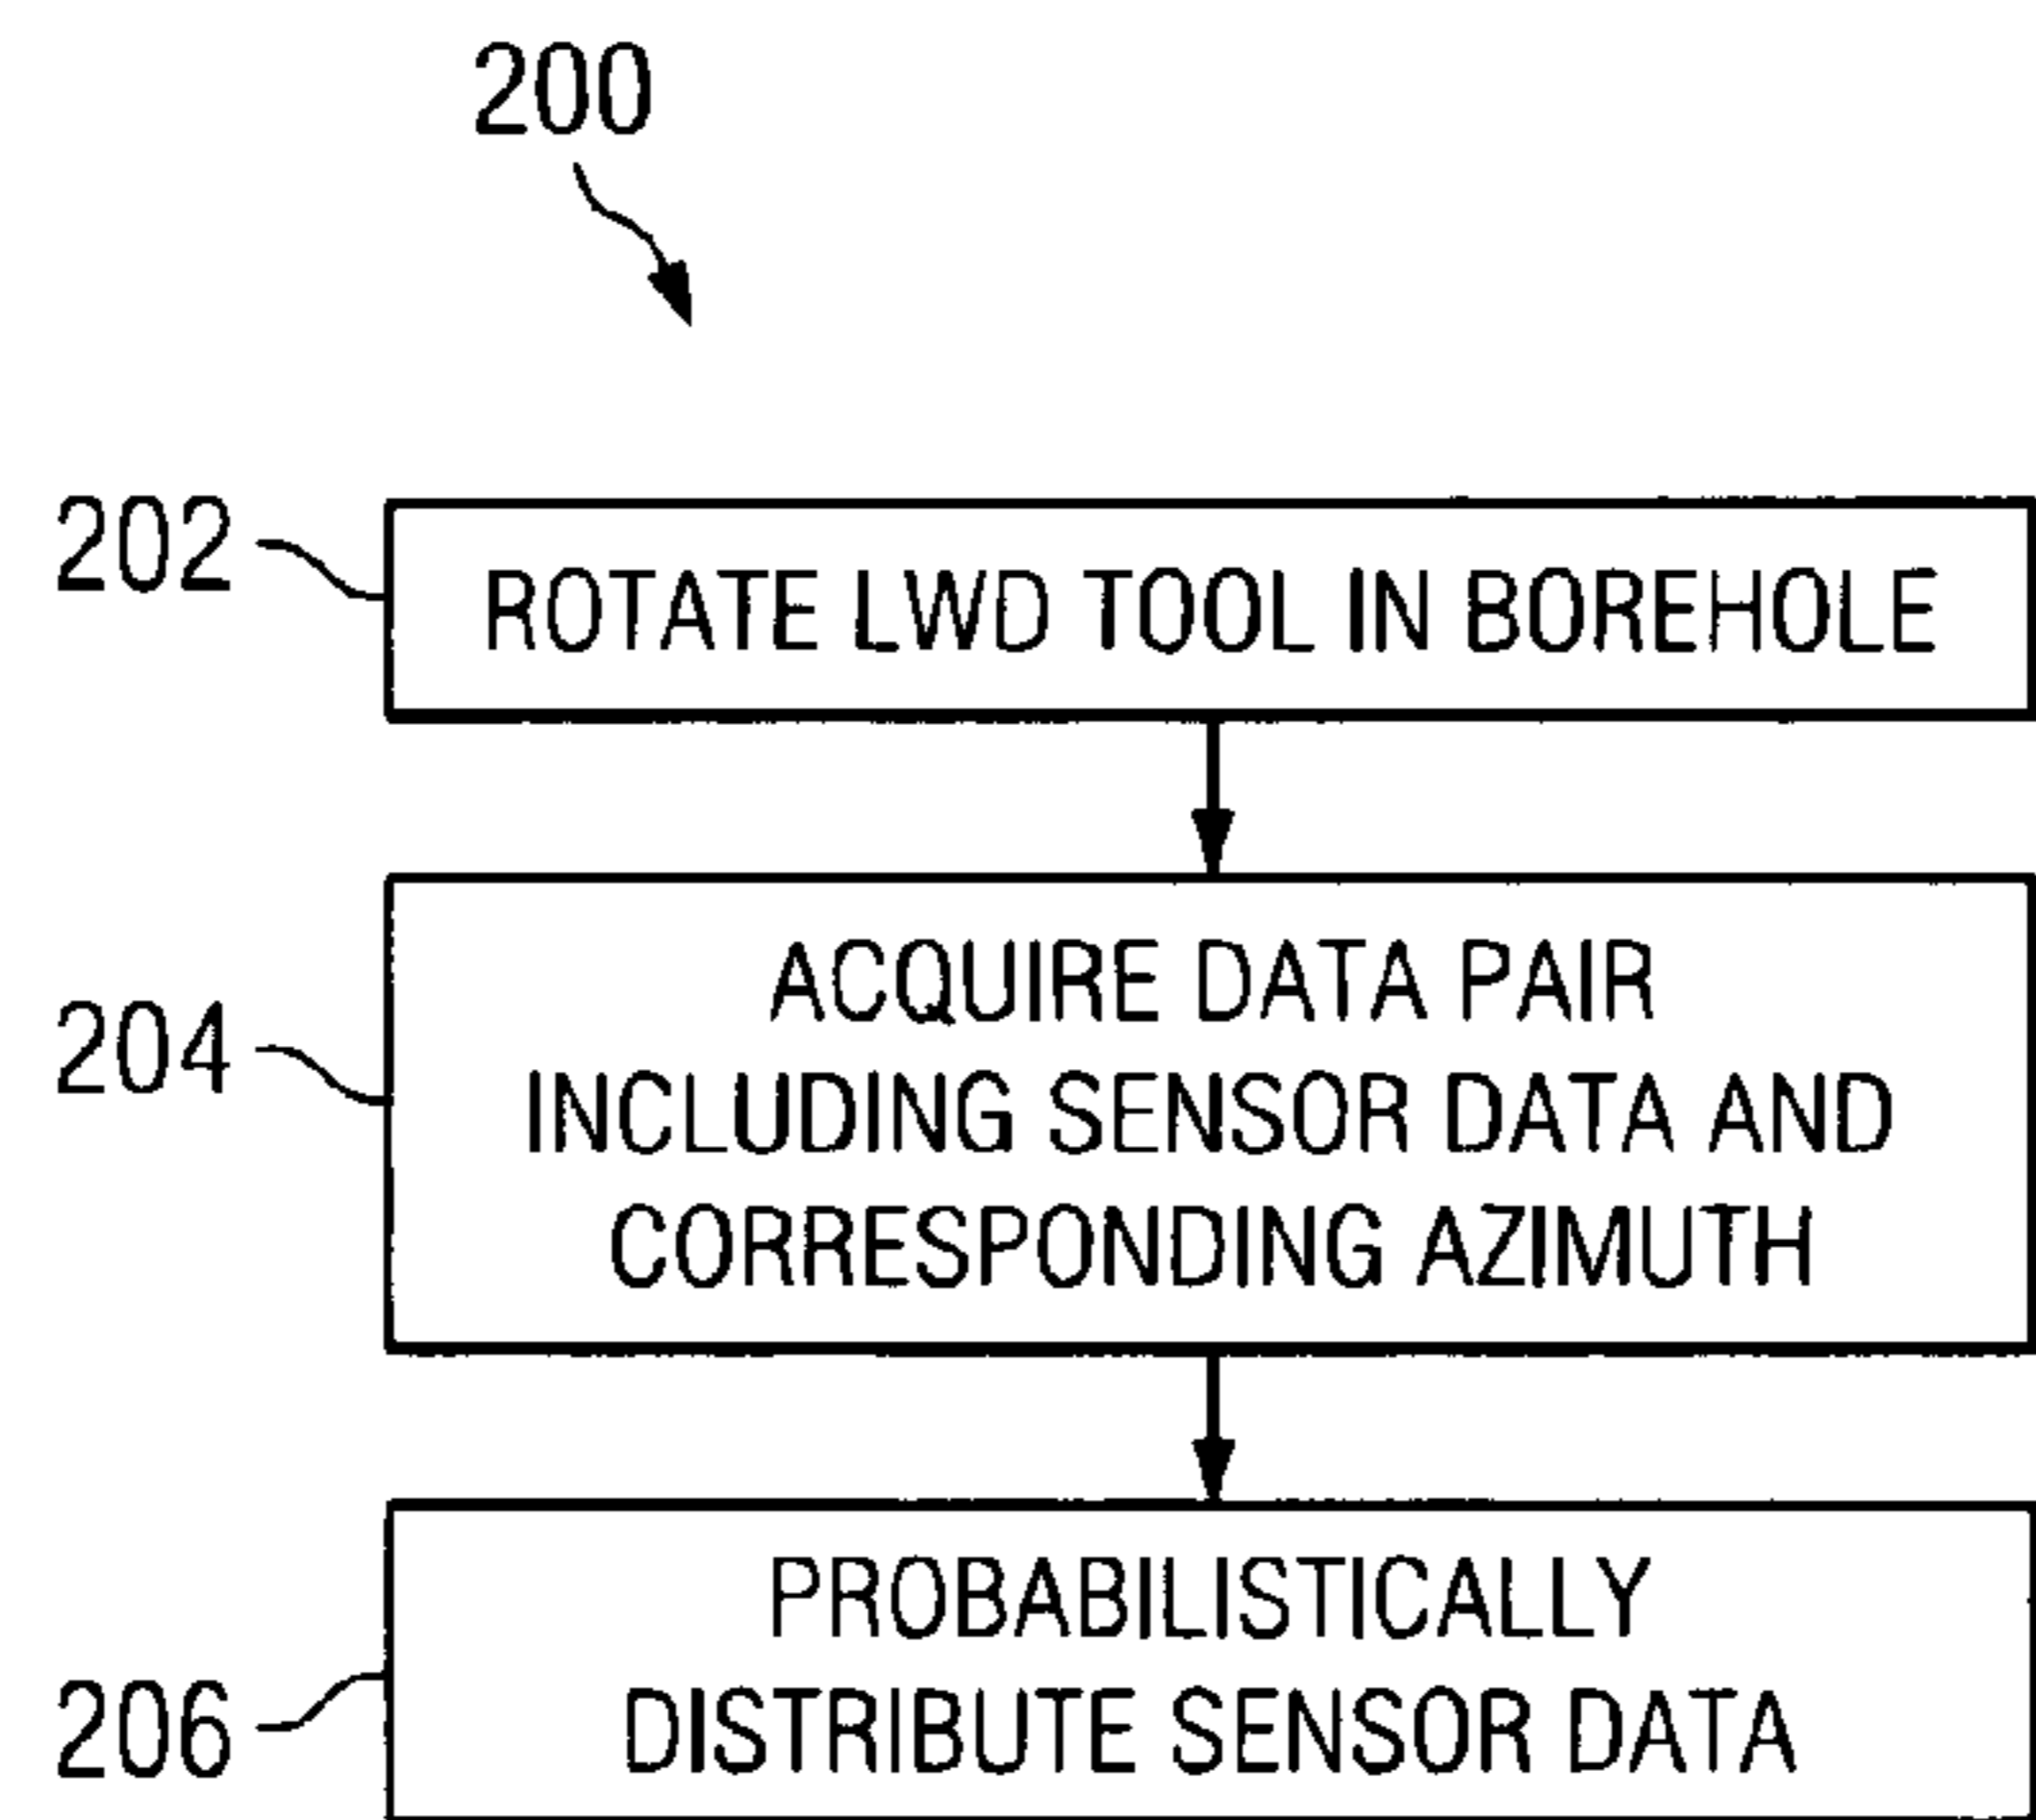 200
202
ROTATE LWD TOOL IN BOREHOLE
204
ACQUIRE DATA PAIR
INCLUDING SENSOR DATA AND
CORRESPONDING AZIMUTH
206
PROBABILISTICALLY
DISTRIBUTE SENSOR DATA